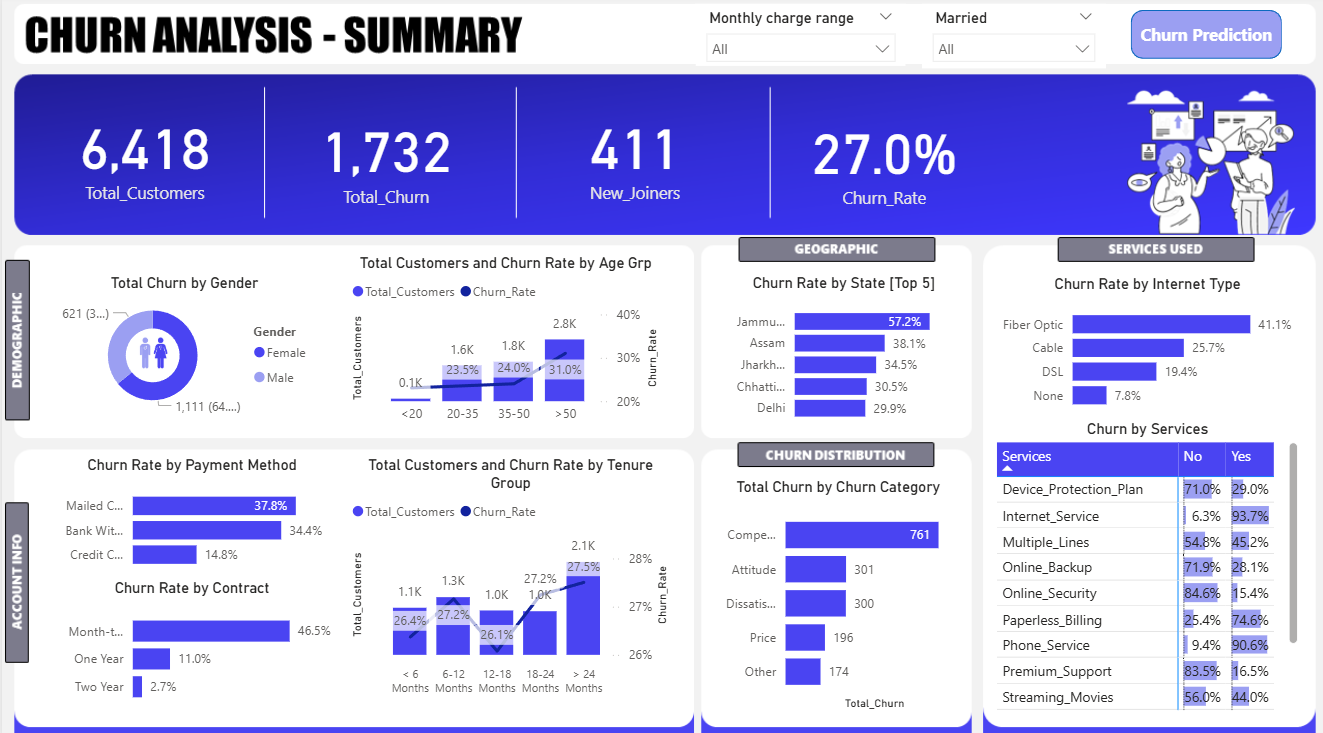 CHURN ANALYSIS - SUMMARY
Monthly charge range
All
Married
All
Churn Prediction
6,418
Total_Customers
1,732
Total_Churn
411
New_Joiners
27.0%
Churn_Rate
DEMOGRAPHIC
Total Churn by Gender
621 (3...)
1,111 (64....)
Gender
Female
Male
Total Customers and Churn Rate by Age Grp
Total_Customers Churn_Rate
Total_Customers
0.1K
1.6K
1.8K
2.8K
23.5%
24.0%
31.0%
<20
20-35
35-50
>50
40%
30%
20%
Churn_Rate
GEOGRAPHIC
Churn Rate by State [Top 5]
Jammu... 57.2%
Assam 38.1%
Jharkh... 34.5%
Chhatti... 30.5%
Delhi 29.9%
SERVICES USED
Churn Rate by Internet Type
Fiber Optic 41.1%
Cable 25.7%
DSL 19.4%
None 7.8%
Churn by Services
Services No Yes
Device_Protection_Plan 71.0% 29.0%
Internet_Service 6.3% 93.7%
Multiple_Lines 54.8% 45.2%
Online_Backup 71.9% 28.1%
Online_Security 84.6% 15.4%
Paperless_Billing 25.4% 74.6%
Phone_Service 9.4% 90.6%
Premium_Support 83.5% 16.5%
Streaming_Movies 56.0% 44.0%
ACCOUNT INFO
Churn Rate by Payment Method
Mailed C... 37.8%
Bank Wit... 34.4%
Credit C... 14.8%
Churn Rate by Contract
Month-t... 46.5%
One Year 11.0%
Two Year 2.7%
Total Customers and Churn Rate by Tenure
Group
Total_Customers Churn_Rate
Total_Customers
1.1K
1.3K
1.0K
1.0K
2.1K
26.4%
27.2%
26.1%
27.2%
27.5%
< 6
Months
6-12
Months
12-18
Months
18-24
Months
> 24
Months
28%
27%
26%
Churn_Rate
CHURN DISTRIBUTION
Total Churn by Churn Category
Compe... 761
Attitude 301
Dissatis... 300
Price 196
Other 174
Total_Churn